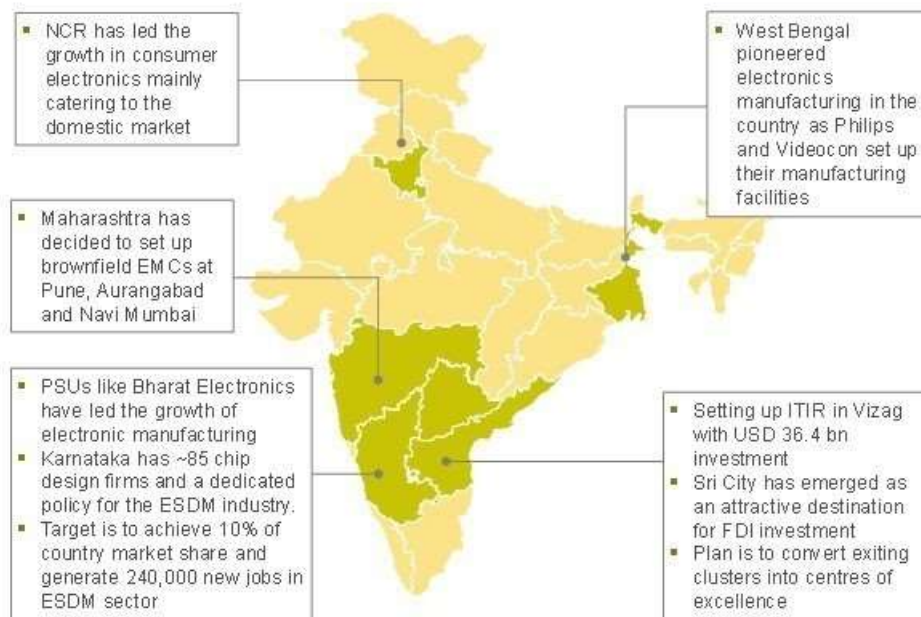 ▪ NCR has led the
growth in consumer
electronics mainly
catering to the
domestic market
▪ West Bengal
pioneered
electronics
manufacturing in the
country as Philips
and Videocon set up
their manufacturing
facilities
▪ Maharashtra has
decided to set up
brownfield EMCs at
Pune, Aurangabad
and Navi Mumbai
▪ PSUs like Bharat Electronics
have led the growth of
electronic manufacturing
▪ Karnataka has ~85 chip
design firms and a dedicated
policy for the ESDM industry.
▪ Target is to achieve 10% of
country market share and
generate 240,000 new jobs in
ESDM sector
▪ Setting up ITIR in Vizag
with USD 36.4 bn
investment
▪ Sri City has emerged as
an attractive destination
for FDI investment
▪ Plan is to convert exiting
clusters into centres of
excellence